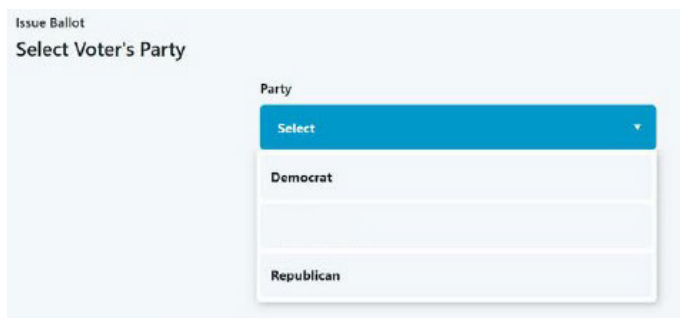 Issue Ballot
Select Voter's Party
Party
Select
Democrat
Republican